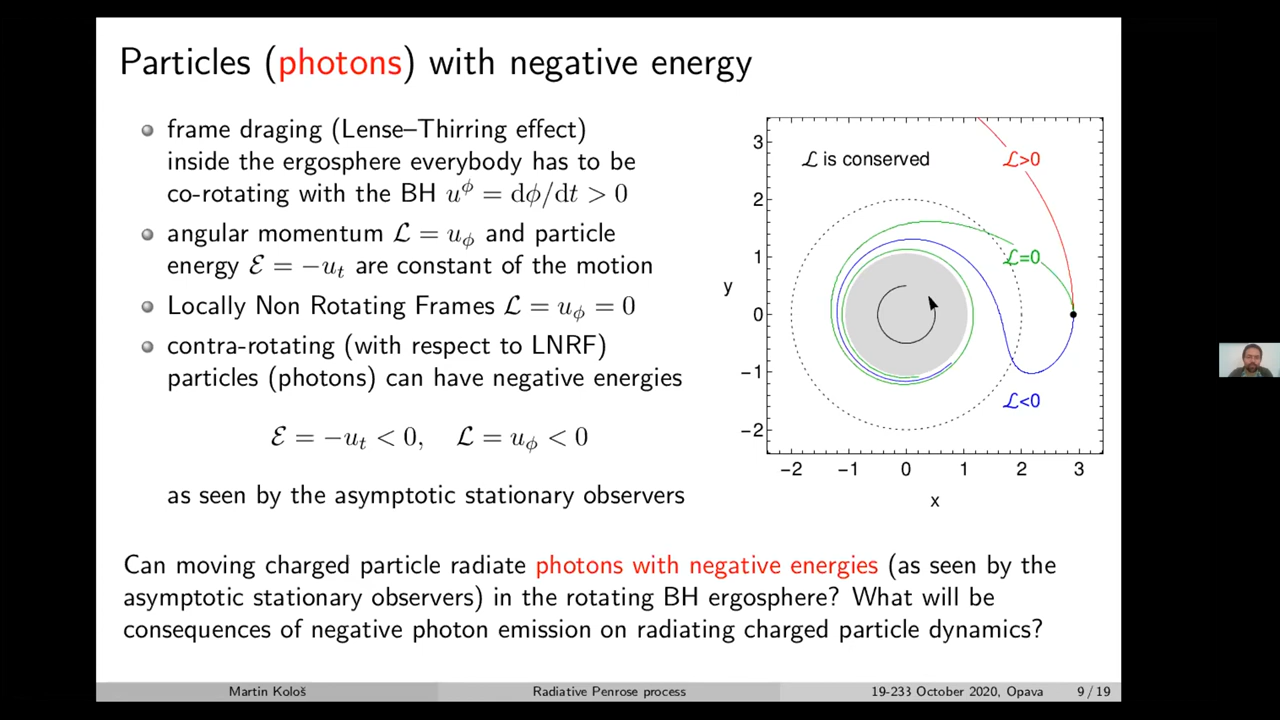 Particles (photons) with negative energy
frame draging (Lense–Thirring effect)
inside the ergosphere everybody has to be
co-rotating with the BH u^ϕ = dϕ/dt > 0
angular momentum ℒ = u_ϕ and particle
energy ℰ = −u_t are constant of the motion
Locally Non Rotating Frames ℒ = u_ϕ = 0
contra-rotating (with respect to LNRF)
particles (photons) can have negative energies
ℰ = −u_t < 0, ℒ = u_ϕ < 0
as seen by the asymptotic stationary observers
ℒ is conserved
ℒ>0
ℒ=0
ℒ<0
3
2
1
0
−1
−2
y
−2 −1 0 1 2 3
x
Can moving charged particle radiate photons with negative energies (as seen by the
asymptotic stationary observers) in the rotating BH ergosphere? What will be
consequences of negative photon emission on radiating charged particle dynamics?
Martin Kološ Radiative Penrose process 19-233 October 2020, Opava 9 / 19